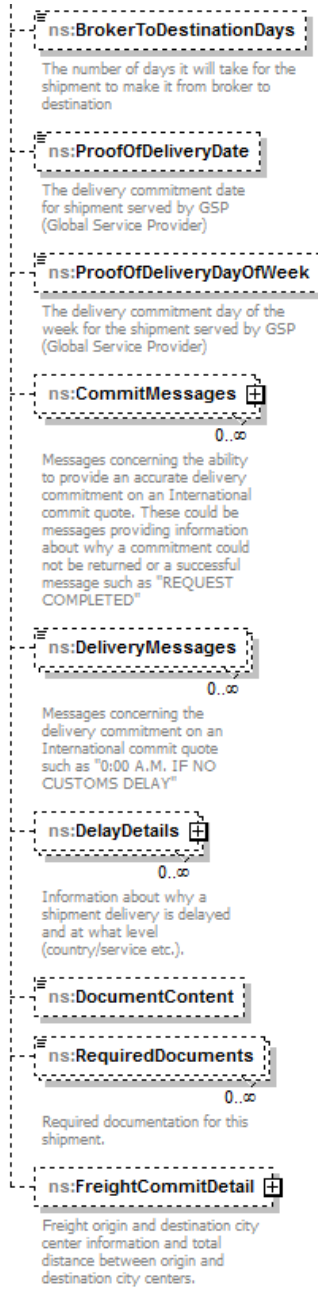 ns:BrokerToDestinationDays
The number of days it will take for the
shipment to make it from broker to
destination
ns:ProofOfDeliveryDate
The delivery commitment date
for shipment served by GSP
(Global Service Provider)
ns:ProofOfDeliveryDayOfWeek
The delivery commitment day of the
week for the shipment served by GSP
(Global Service Provider)
ns:CommitMessages
0..∞
Messages concerning the ability
to provide an accurate delivery
commitment on an International
commit quote. These could be
messages providing information
about why a commitment could
not be returned or a successful
message such as "REQUEST
COMPLETED"
ns:DeliveryMessages
0..∞
Messages concerning the
delivery commitment on an
International commit quote
such as "0:00 A.M. IF NO
CUSTOMS DELAY"
ns:DelayDetails
0..∞
Information about why a
shipment delivery is delayed
and at what level
(country/service etc.).
ns:DocumentContent
ns:RequiredDocuments
0..∞
Required documentation for this
shipment.
ns:FreightCommitDetail
Freight origin and destination city
center information and total
distance between origin and
destination city centers.